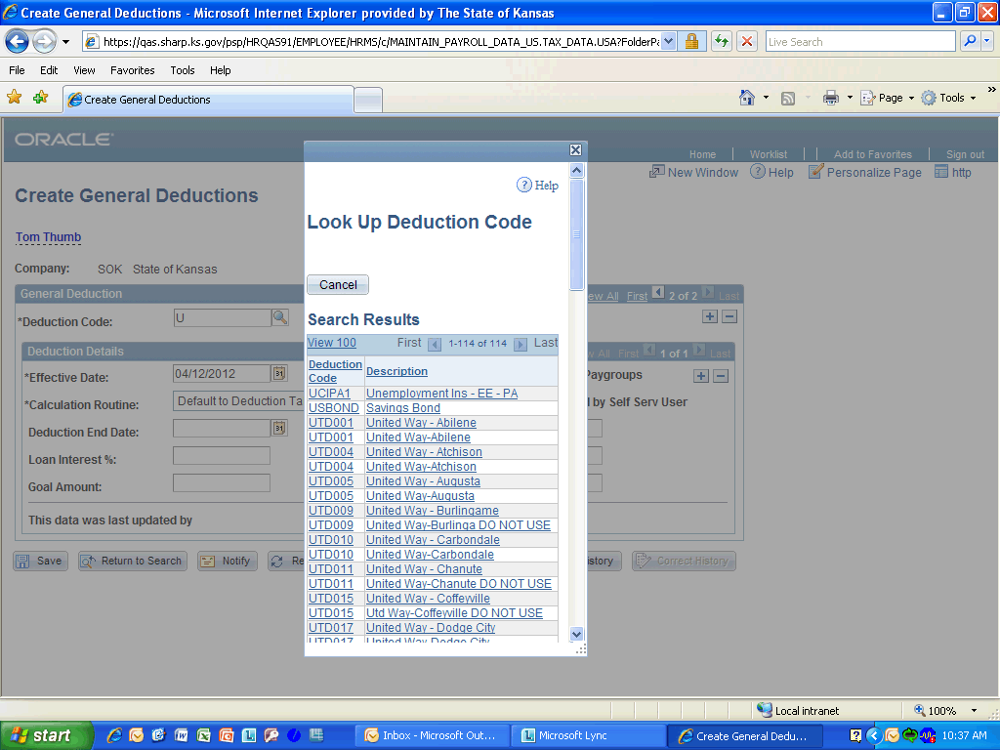 Create General Deductions - Microsoft Internet Explorer provided by The State of Kansas
https://qas.sharp.ks.gov/psp/HRQAS91/EMPLOYEE/HRMS/c/MAINTAIN_PAYROLL_DATA_US.TAX_DATA.USA?FolderPa
Live Search
File Edit View Favorites Tools Help
Create General Deductions
Page Tools
ORACLE
Home Worklist Add to Favorites Sign out
New Window Help Personalize Page http
Create General Deductions
Tom Thumb
Company: SOK State of Kansas
General Deduction
ew All First 2 of 2 Last
*Deduction Code: U
Deduction Details
w All First 1 of 1 Last
*Effective Date: 04/12/2012
Paygroups
*Calculation Routine: Default to Deduction Ta
l by Self Serv User
Deduction End Date:
Loan Interest %:
Goal Amount:
This data was last updated by
Save Return to Search Notify Re
istory Correct History
Help
Look Up Deduction Code
Cancel
Search Results
View 100 First 1-114 of 114 Last
Deduction Code Description
UCIPA1 Unemployment Ins - EE - PA
USBOND Savings Bond
UTD001 United Way - Abilene
UTD001 United Way-Abilene
UTD004 United Way - Atchison
UTD004 United Way-Atchison
UTD005 United Way - Augusta
UTD005 United Way-Augusta
UTD009 United Way - Burlingame
UTD009 United Way-Burlinga DO NOT USE
UTD010 United Way - Carbondale
UTD010 United Way-Carbondale
UTD011 United Way - Chanute
UTD011 United Way-Chanute DO NOT USE
UTD015 United Way - Coffeyville
UTD015 Utd Way-Coffeyville DO NOT USE
UTD017 United Way - Dodge City
UTD017 United Way-Dodge City
Local intranet 100%
start Inbox - Microsoft Out... Microsoft Lync Create General Dedu... 10:37 AM